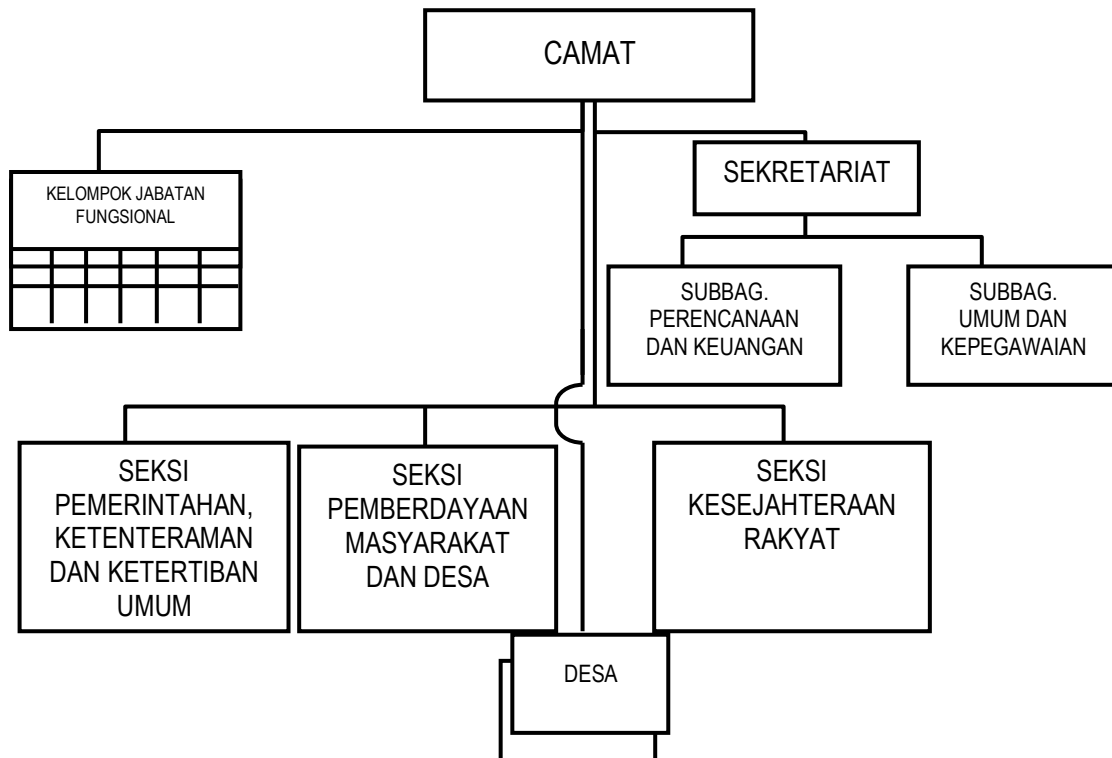 CAMAT
KELOMPOK JABATAN
FUNGSIONAL
SEKRETARIAT
SUBBAG.
PERENCANAAN
DAN KEUANGAN
SUBBAG.
UMUM DAN
KEPEGAWAIAN
SEKSI
PEMERINTAHAN,
KETENTERAMAN
DAN KETERTIBAN
UMUM
SEKSI
PEMBERDAYAAN
MASYARAKAT
DAN DESA
SEKSI
KESEJAHTERAAN
RAKYAT
DESA